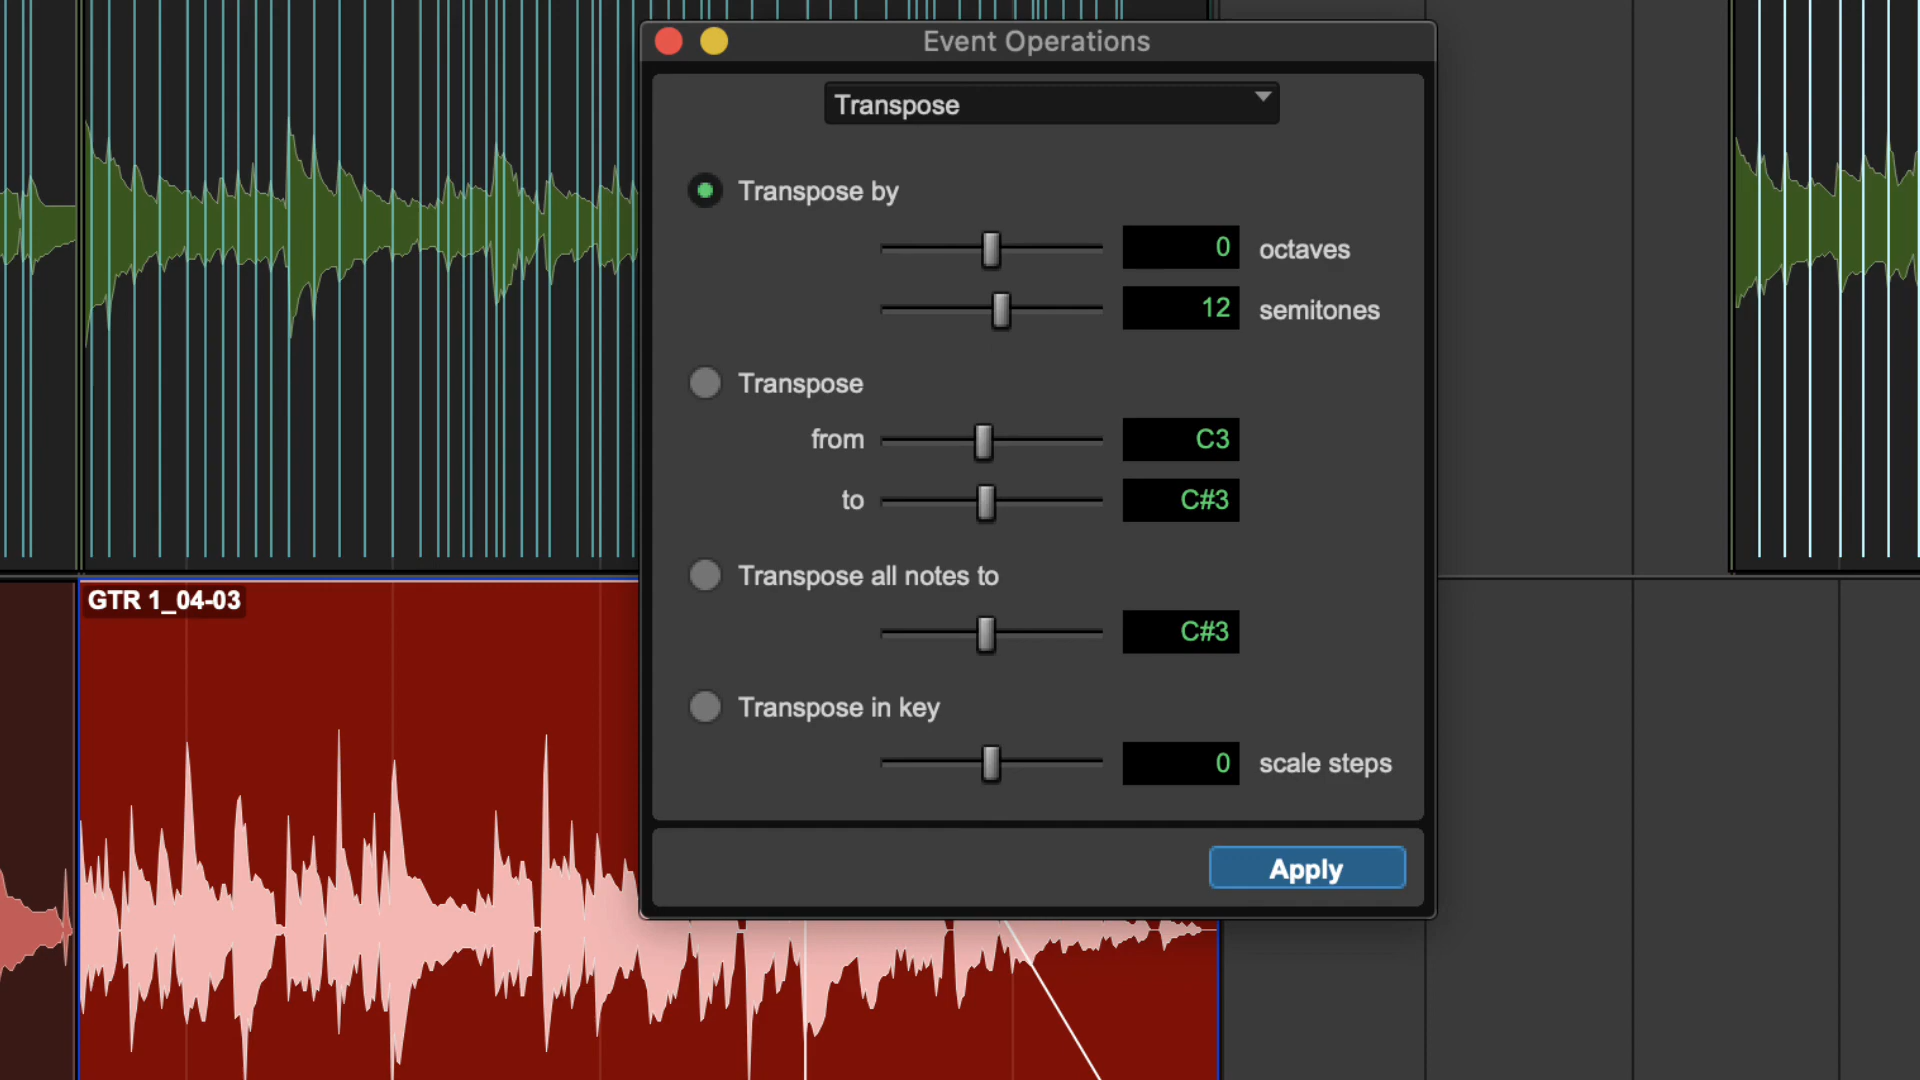 Event Operations
Transpose
Transpose by
0 octaves
12 semitones
Transpose
from C3
to C#3
Transpose all notes to
C#3
Transpose in key
0 scale steps
Apply
GTR 1_04-03